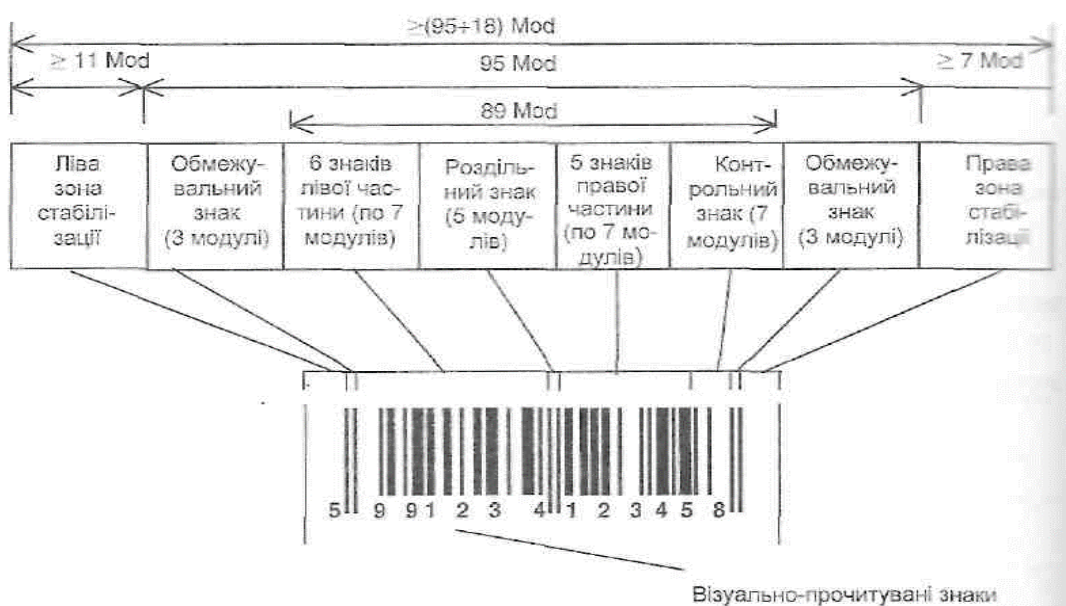 ≥(95+18) Mod
≥ 11 Mod
95 Mod
≥ 7 Mod
89 Mod
Ліва
зона
стабілі-
зації
Обмежу-
вальний
знак
(3 модулі)
6 знаків
лівої час-
тини (по 7
модулів)
Розділь-
ний знак
(5 моду-
лів)
5 знаків
правої
частини
(по 7 мо-
дулів)
Конт-
рольний
знак (7
модулів)
Обмежу-
вальний
знак
(3 модулі)
Права
зона
стабі-
лізації
5 9 9 1 2 3 4 1 2 3 4 5 8
Візуально-прочитувані знаки